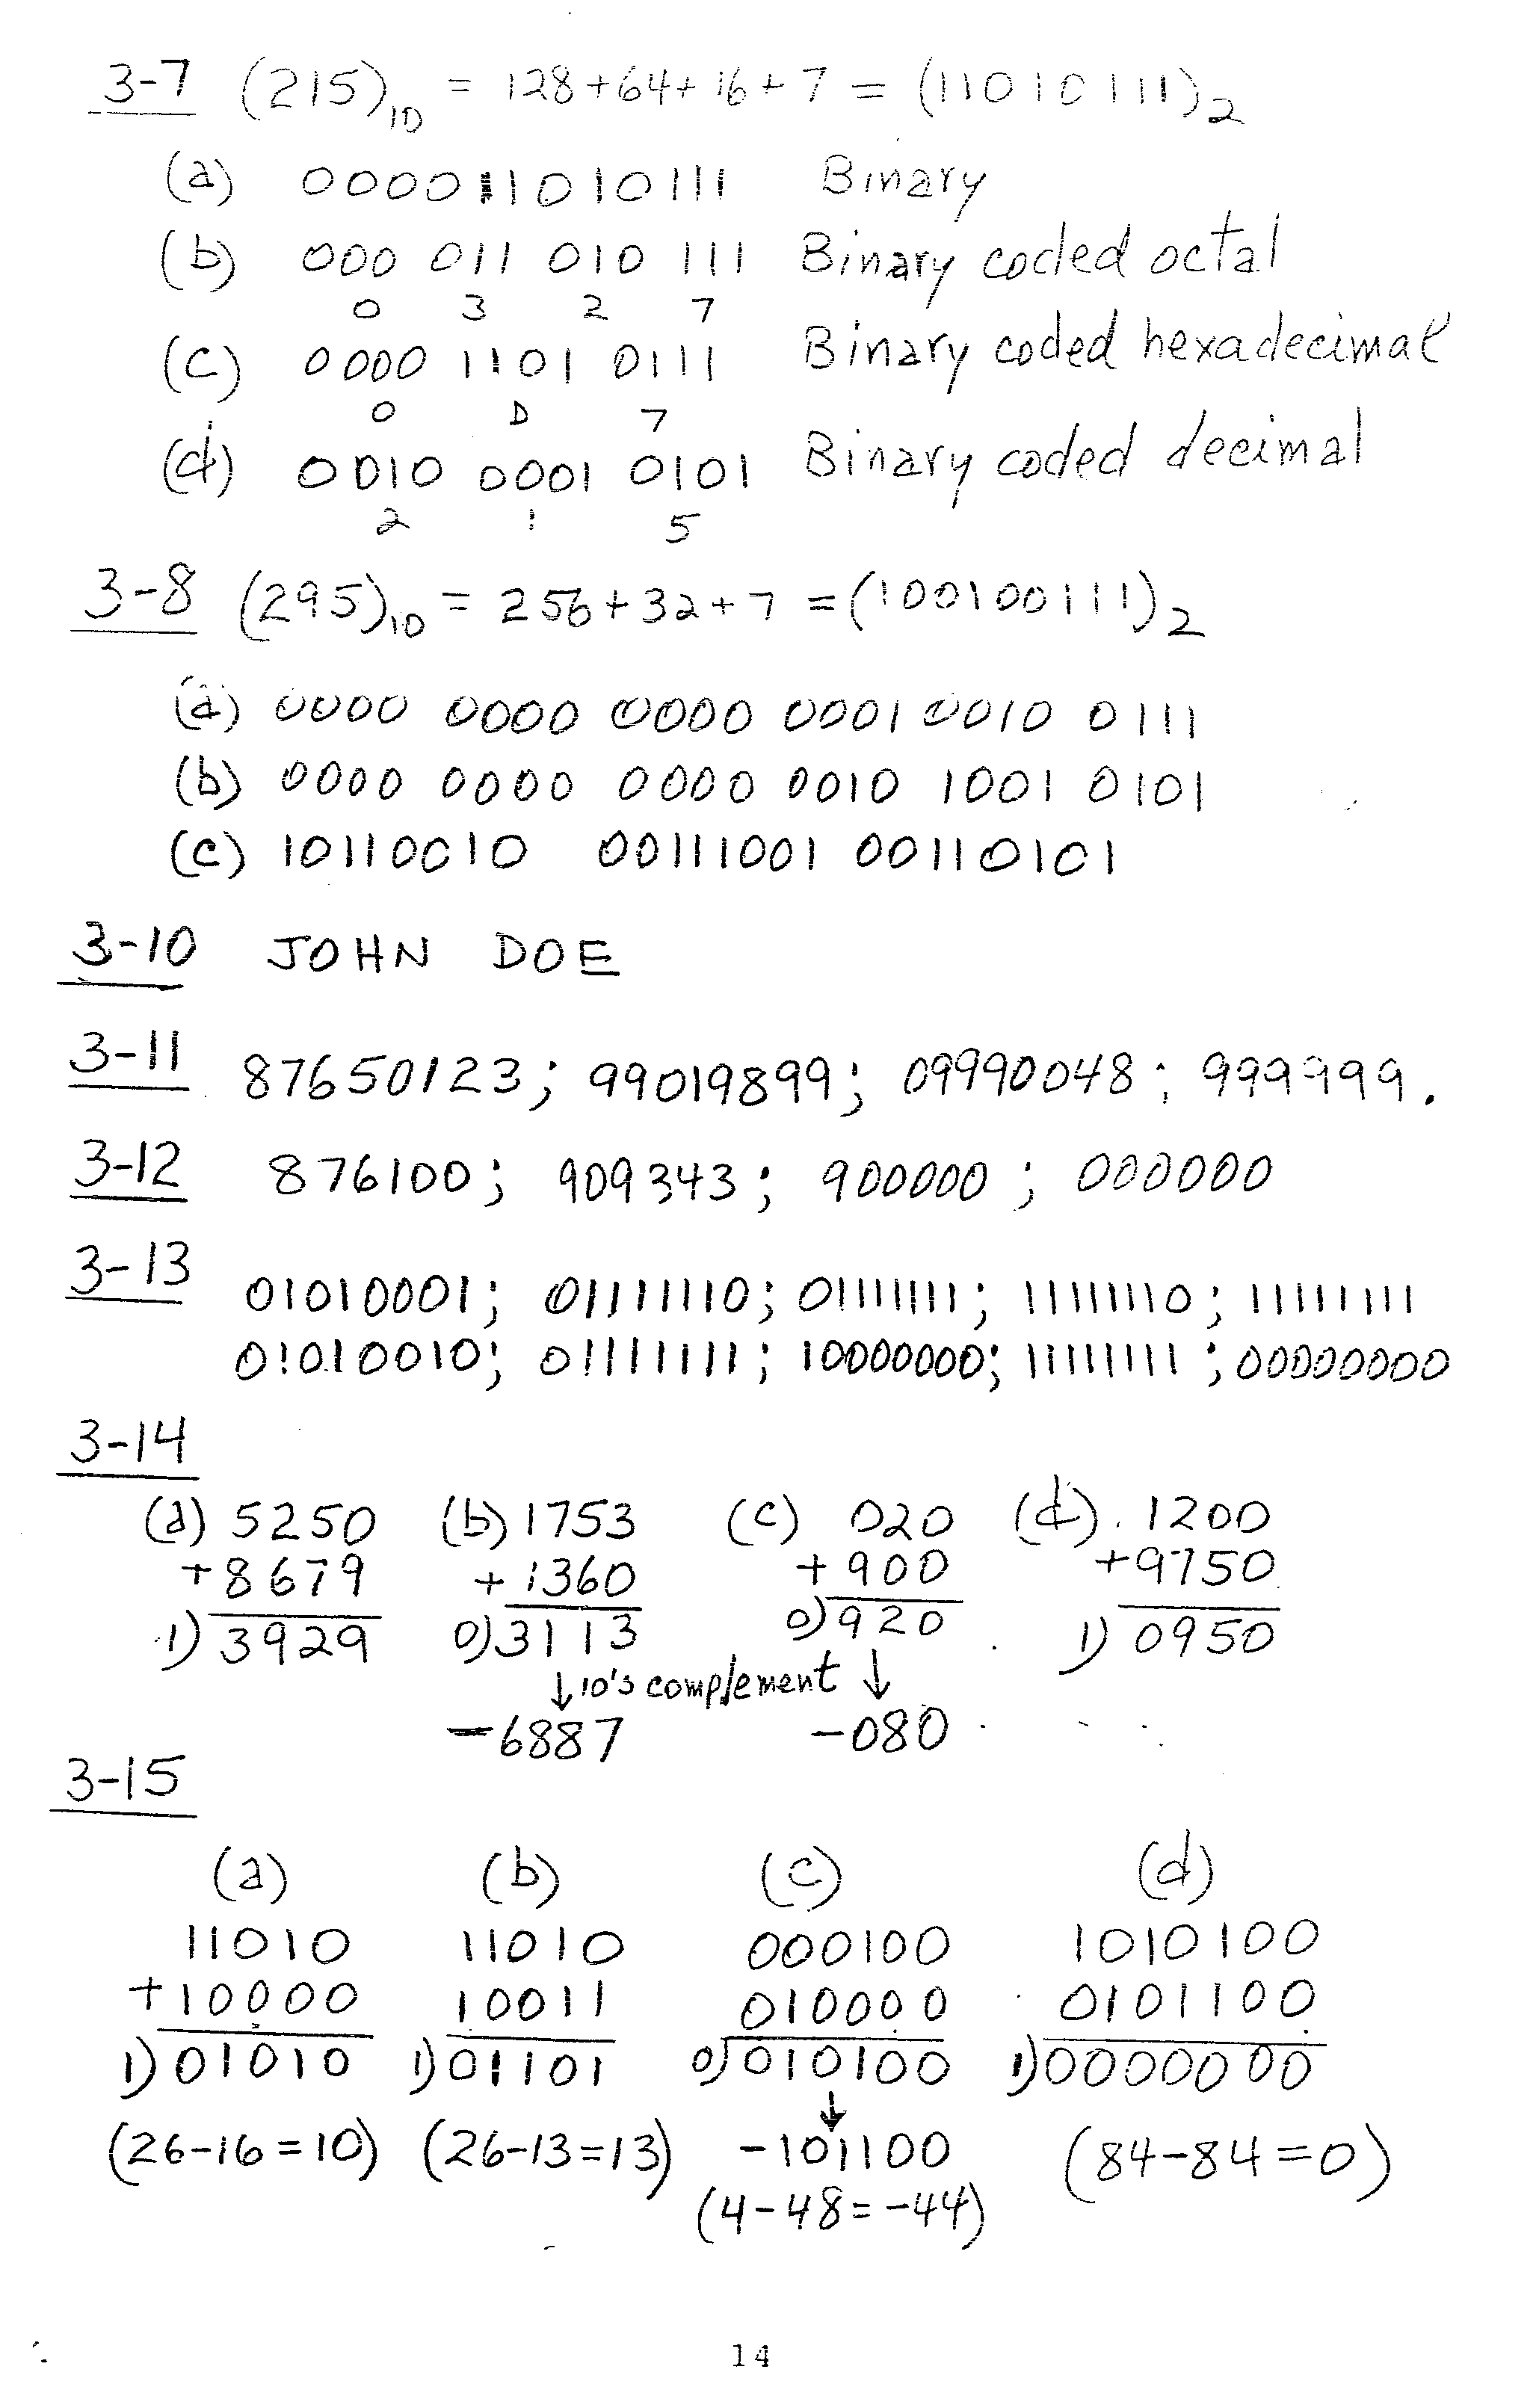 3-7 (215)₁₀ = 128+64+16+7 = (11010111)₂
(a) 000011010111 Binary
(b) 000 011 010 111 Binary coded octal
0 3 2 7
(c) 0000 1101 0111 Binary coded hexadecimal
0 D 7
(d) 0010 0001 0101 Binary coded decimal
2 1 5
3-8 (295)₁₀ = 256+32+7 = (100100111)₂
(a) 0000 0000 0000 0001 0010 0111
(b) 0000 0000 0000 0010 1001 0101
(c) 10110010 00111001 00110101
3-10 JOHN DOE
3-11 87650123; 99019899; 09990048; 999999.
3-12 876100; 909343; 900000; 000000
3-13 01010001; 01111110; 01111111; 11111110; 11111111
01010010; 01111111; 10000000; 11111111; 00000000
3-14
(a) 5250 (b) 1753 (c) 020 (d) 1200
+8679 +1360 +900 +9750
1)3929 0)3113 0)920 1)0950
↓10's complement ↓
-6887 -080
3-15
(a) (b) (c) (d)
11010 11010 000100 1010100
+10000 10011 010000 0101100
1)01010 1)01101 0)010100 1)0000000
↓
(26-16=10) (26-13=13) -101100 (84-84=0)
(4-48=-44)
14